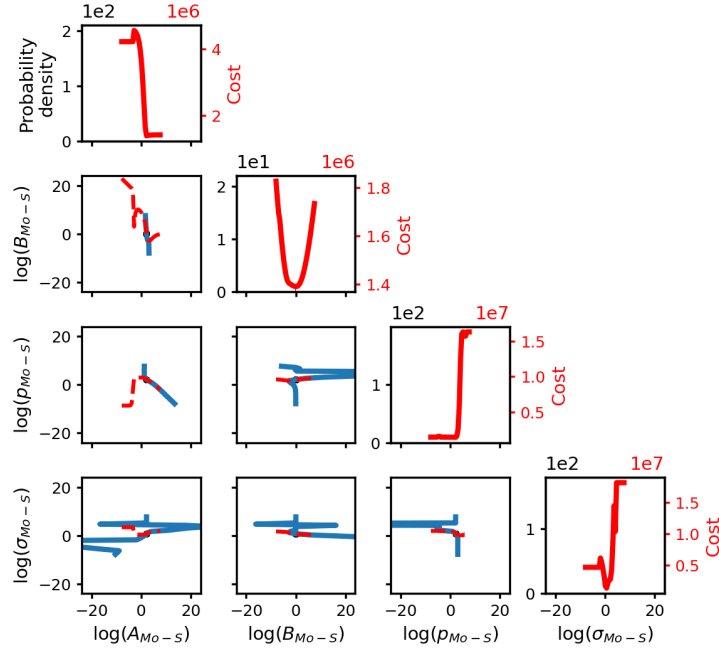 1e2
1e6
2
1
0
Probability
density
4
2
Cost
1e1
1e6
20
0
−20
log(B_{Mo−S})
2
1
0
1.8
1.6
1.4
Cost
1e2
1e7
20
0
−20
log(p_{Mo−S})
1
0
1.5
1.0
0.5
Cost
1e2
1e7
20
0
−20
log(σ_{Mo−S})
1
0
1.5
1.0
0.5
Cost
−20 0 20
−20 0 20
−20 0 20
−20 0 20
log(A_{Mo−S})
log(B_{Mo−S})
log(p_{Mo−S})
log(σ_{Mo−S})